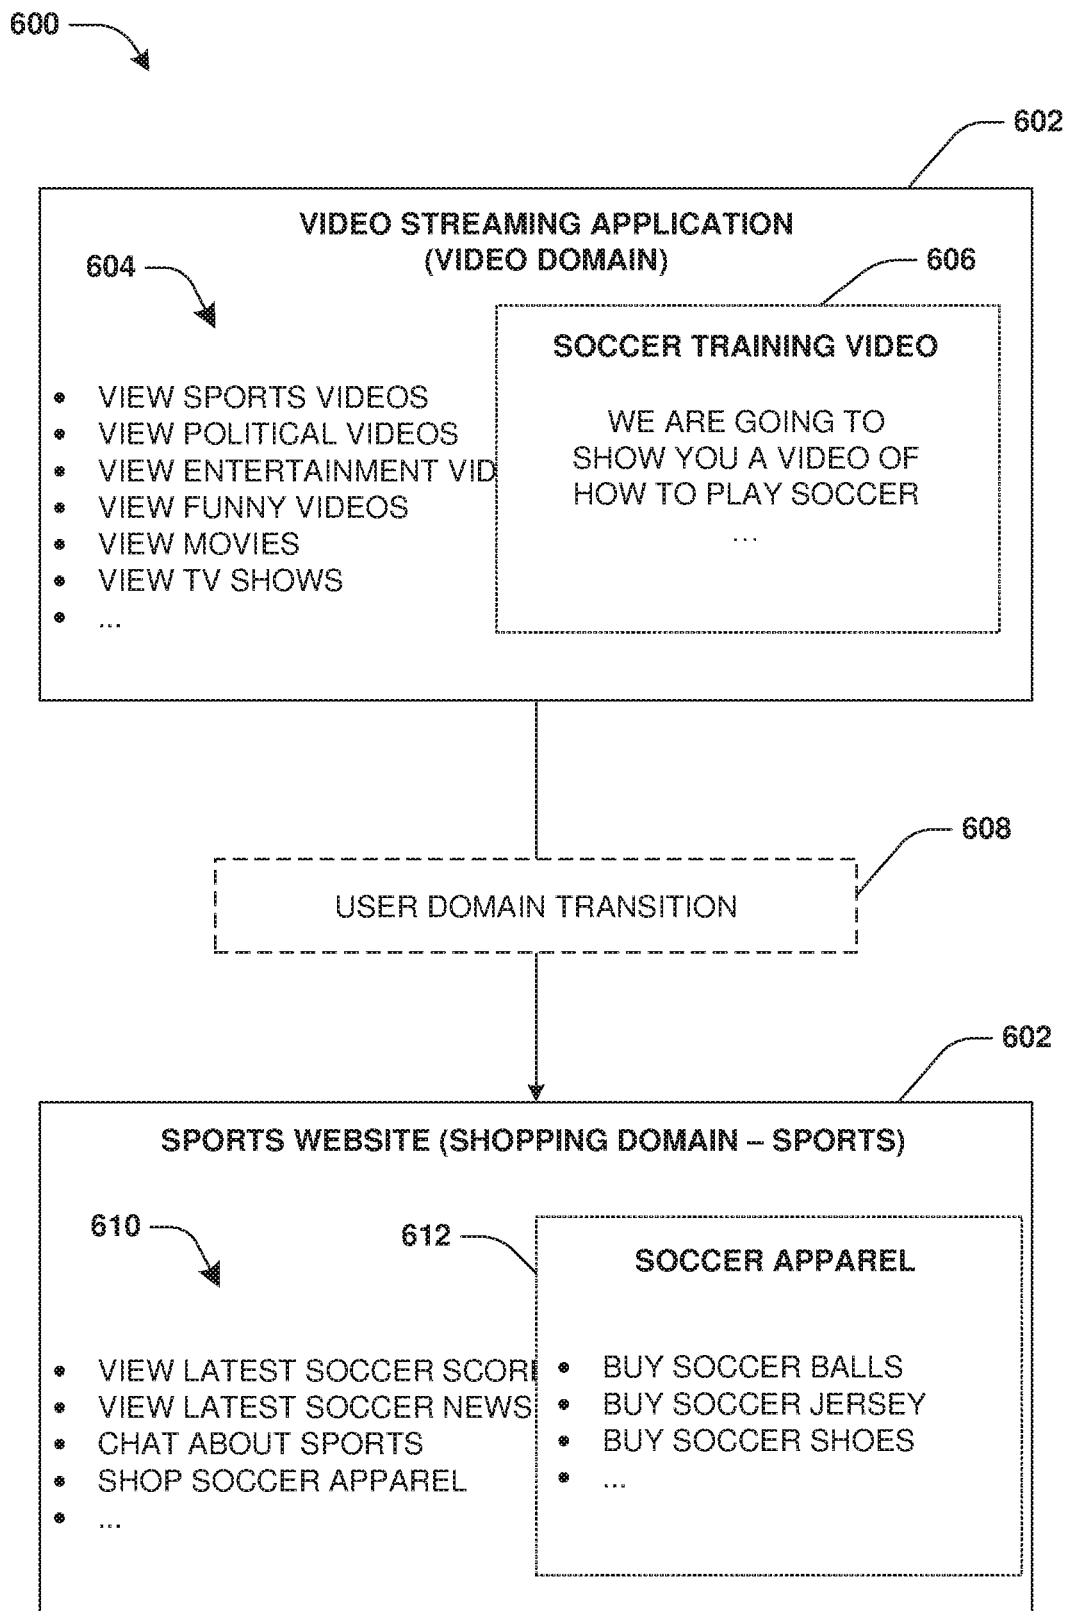 600
602
VIDEO STREAMING APPLICATION
(VIDEO DOMAIN)
604
606
SOCCER TRAINING VIDEO
WE ARE GOING TO
SHOW YOU A VIDEO OF
HOW TO PLAY SOCCER
...
• VIEW SPORTS VIDEOS
• VIEW POLITICAL VIDEOS
• VIEW ENTERTAINMENT VID
• VIEW FUNNY VIDEOS
• VIEW MOVIES
• VIEW TV SHOWS
• ...
608
USER DOMAIN TRANSITION
602
SPORTS WEBSITE (SHOPPING DOMAIN – SPORTS)
610
612
SOCCER APPAREL
• VIEW LATEST SOCCER SCOR
• VIEW LATEST SOCCER NEWS
• CHAT ABOUT SPORTS
• SHOP SOCCER APPAREL
• ...
• BUY SOCCER BALLS
• BUY SOCCER JERSEY
• BUY SOCCER SHOES
• ...